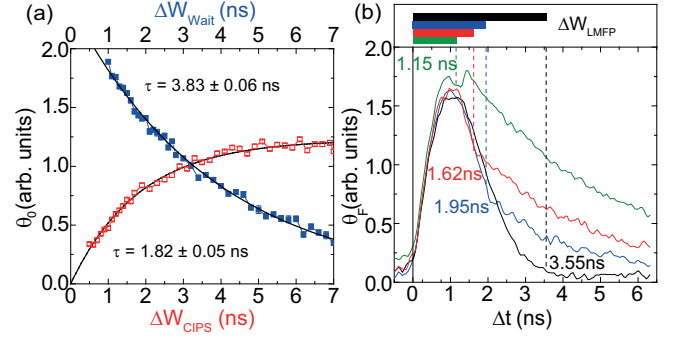 (a)
ΔW_Wait (ns)
0 1 2 3 4 5 6 7
2.0
1.5
1.0
0.5
0.0
θ_0 (arb. units)
τ = 3.83 ± 0.06 ns
τ = 1.82 ± 0.05 ns
0 1 2 3 4 5 6 7
ΔW_CIPS (ns)
(b)
ΔW_LMFP
2.0
1.5
1.0
0.5
0.0
θ_F (arb. units)
1.15 ns
1.62ns
1.95ns
3.55ns
0 1 2 3 4 5 6
Δt (ns)